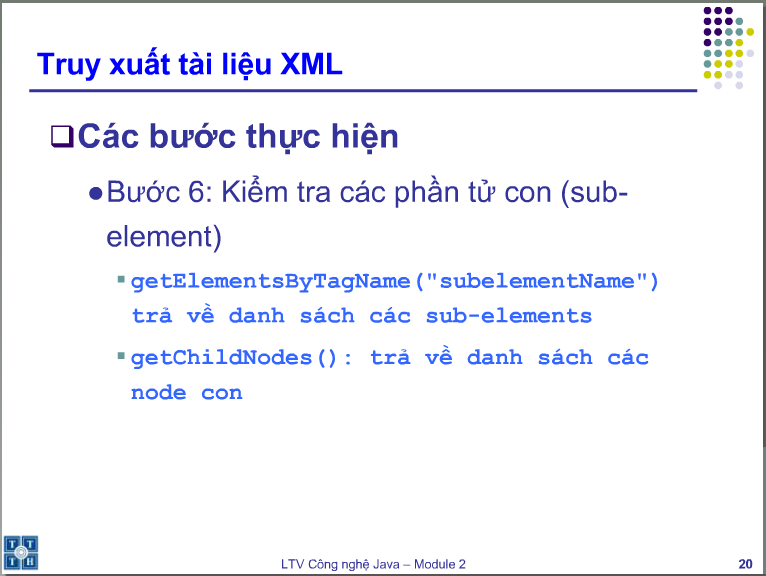 Truy xuất tài liệu XML
Các bước thực hiện
Bước 6: Kiểm tra các phần tử con (sub-
element)
getElementsByTagName("subelementName")
trả về danh sách các sub-elements
getChildNodes(): trả về danh sách các
node con
T T
T H
LTV Công nghệ Java – Module 2
20